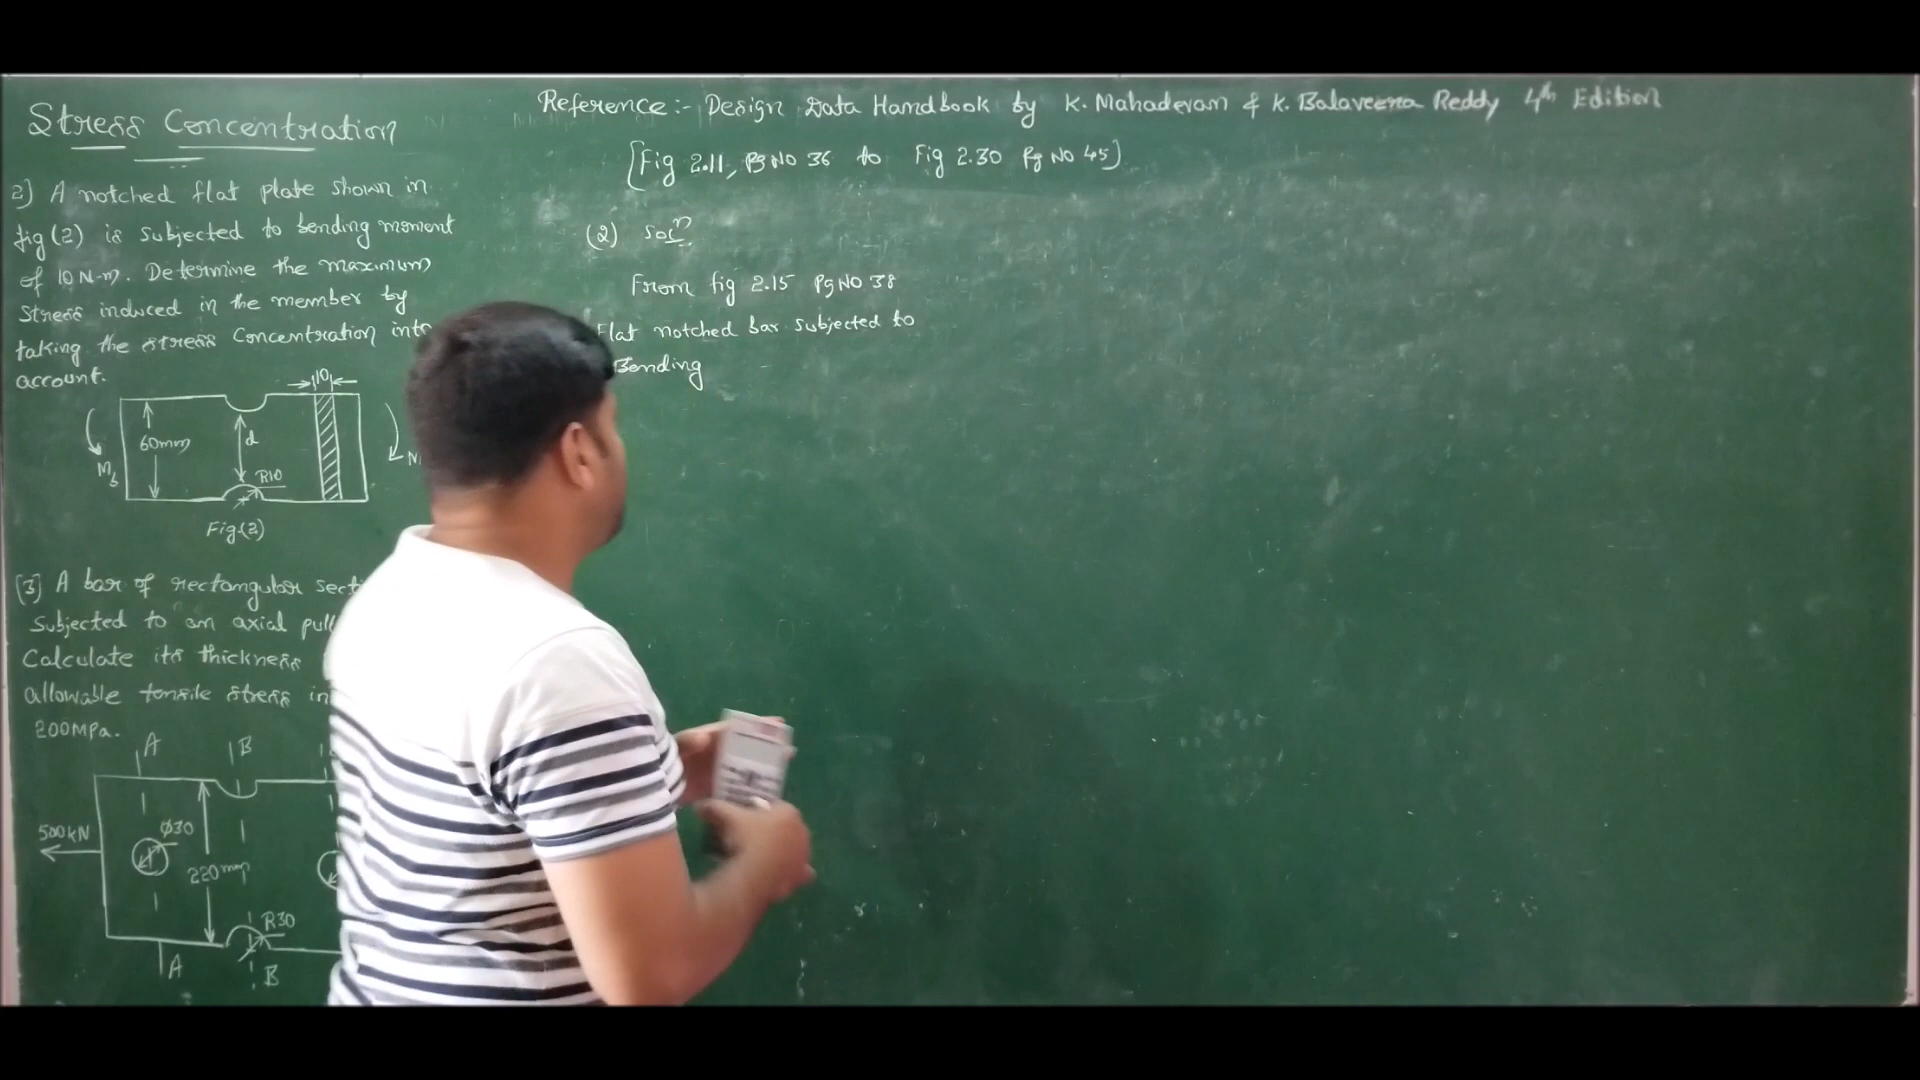 Stress Concentration
Reference:- Design Data Handbook by K. Mahadevan & K. Balaveera Reddy 4th Edition
[Fig 2.11, Pg NO 36 to Fig 2.30 Pg NO 45]
2) A notched flat plate shown in
fig (2) is subjected to bending moment
of 10 N-m. Determine the maximum
stress induced in the member by
taking the stress Concentration into
account.
10
60mm
d
R10
Mb
Fig(2)
[3] A bar of rectangular
Subjected to an axial pull
Calculate its thickness
allowable tensile stress
200MPa.
A
B
500kN
Ø30
220mm
R30
A
B
(2) Solⁿ
From fig 2.15 Pg NO 38
Flat notched bar subjected to
Bending